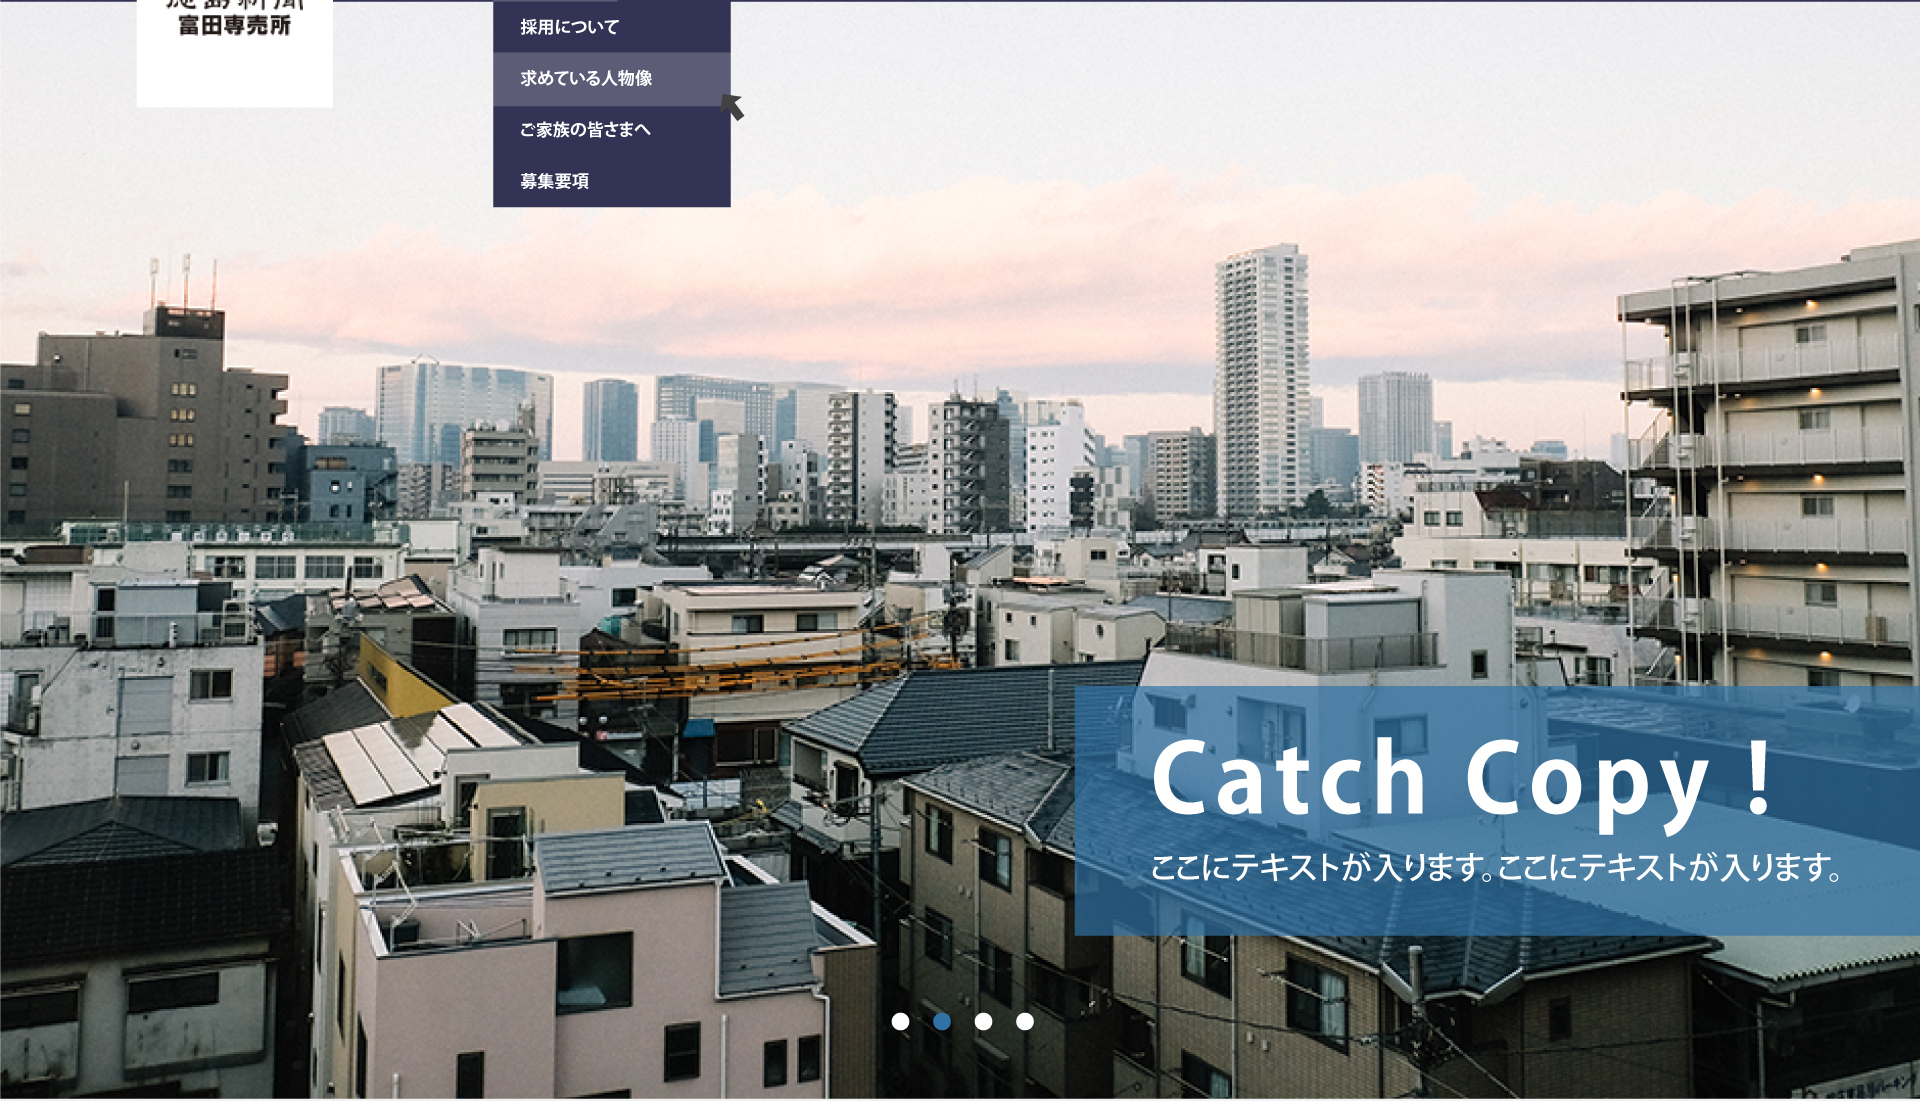 島新聞
富田専売所
採用について
求めている人物像
ご家族の皆さまへ
募集要項
Catch Copy !
ここにテキストが入ります。ここにテキストが入ります。